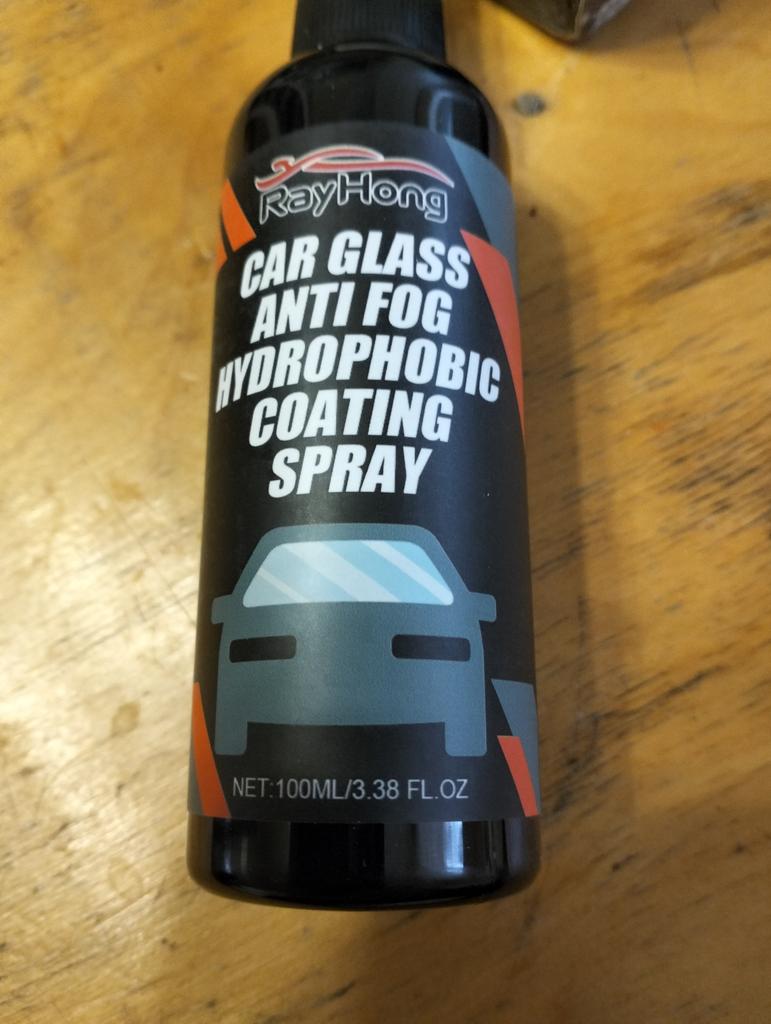 RayHong
CAR GLASS
ANTI FOG
HYDROPHOBIC
COATING
SPRAY
NET:100ML/3.38 FL.OZ